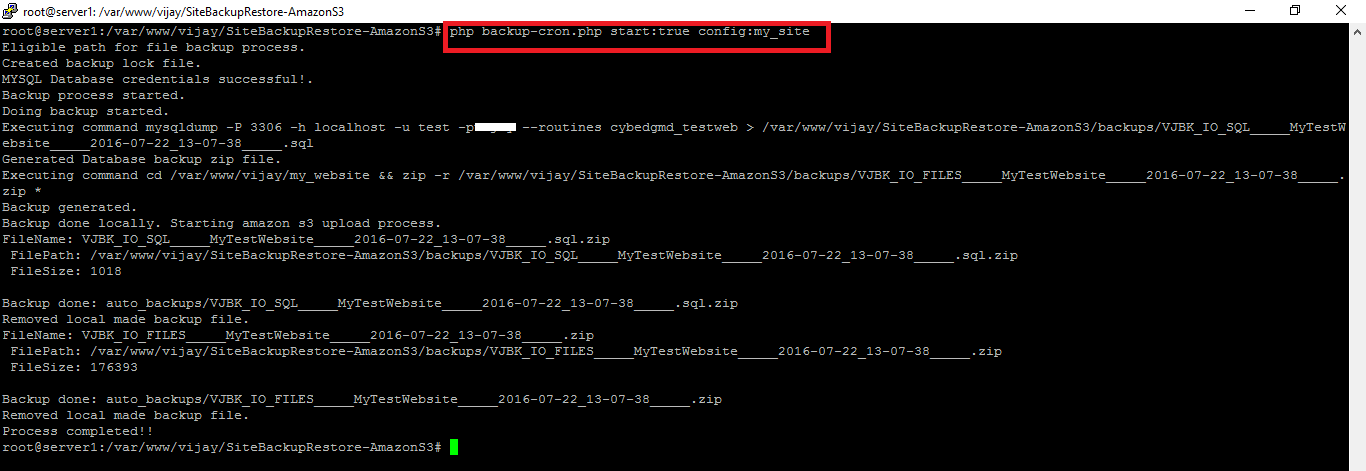 root@server1: /var/www/vijay/SiteBackupRestore-AmazonS3
root@server1:/var/www/vijay/SiteBackupRestore-AmazonS3# php backup-cron.php start:true config:my_site
Eligible path for file backup process.
Created backup lock file.
MYSQL Database credentials successful!.
Backup process started.
Doing backup started.
Executing command mysqldump -P 3306 -h localhost -u test -p --routines cybedgmd_testweb > /var/www/vijay/SiteBackupRestore-AmazonS3/backups/VJBK_IO_SQL_____MyTestW
ebsite_____2016-07-22_13-07-38_____.sql
Generated Database backup zip file.
Executing command cd /var/www/vijay/my_website && zip -r /var/www/vijay/SiteBackupRestore-AmazonS3/backups/VJBK_IO_FILES_____MyTestWebsite_____2016-07-22_13-07-38_____.
zip *
Backup generated.
Backup done locally. Starting amazon s3 upload process.
FileName: VJBK_IO_SQL_____MyTestWebsite_____2016-07-22_13-07-38_____.sql.zip
FilePath: /var/www/vijay/SiteBackupRestore-AmazonS3/backups/VJBK_IO_SQL_____MyTestWebsite_____2016-07-22_13-07-38_____.sql.zip
FileSize: 1018
Backup done: auto_backups/VJBK_IO_SQL_____MyTestWebsite_____2016-07-22_13-07-38_____.sql.zip
Removed local made backup file.
FileName: VJBK_IO_FILES_____MyTestWebsite_____2016-07-22_13-07-38_____.zip
FilePath: /var/www/vijay/SiteBackupRestore-AmazonS3/backups/VJBK_IO_FILES_____MyTestWebsite_____2016-07-22_13-07-38_____.zip
FileSize: 176393
Backup done: auto_backups/VJBK_IO_FILES_____MyTestWebsite_____2016-07-22_13-07-38_____.zip
Removed local made backup file.
Process completed!!
root@server1:/var/www/vijay/SiteBackupRestore-AmazonS3#